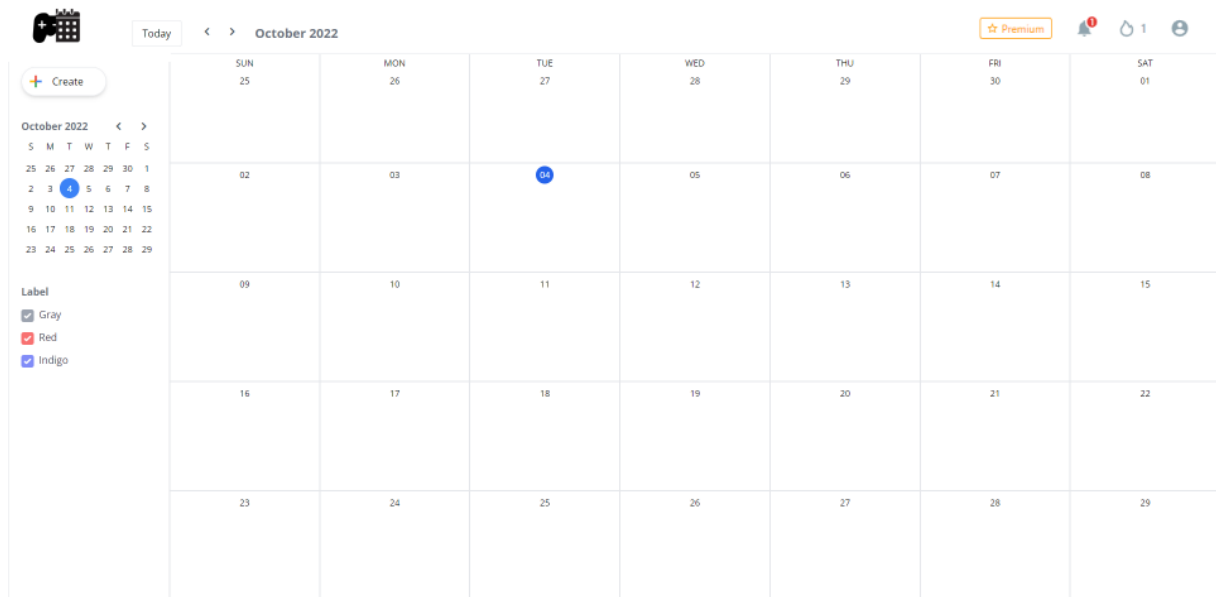 Today October 2022 Premium 1 1
Create
October 2022
S M T W T F S
25 26 27 28 29 30 1
2 3 4 5 6 7 8
9 10 11 12 13 14 15
16 17 18 19 20 21 22
23 24 25 26 27 28 29
Label
Gray
Red
Indigo
SUN MON TUE WED THU FRI SAT
25 26 27 28 29 30 01
02 03 04 05 06 07 08
09 10 11 12 13 14 15
16 17 18 19 20 21 22
23 24 25 26 27 28 29